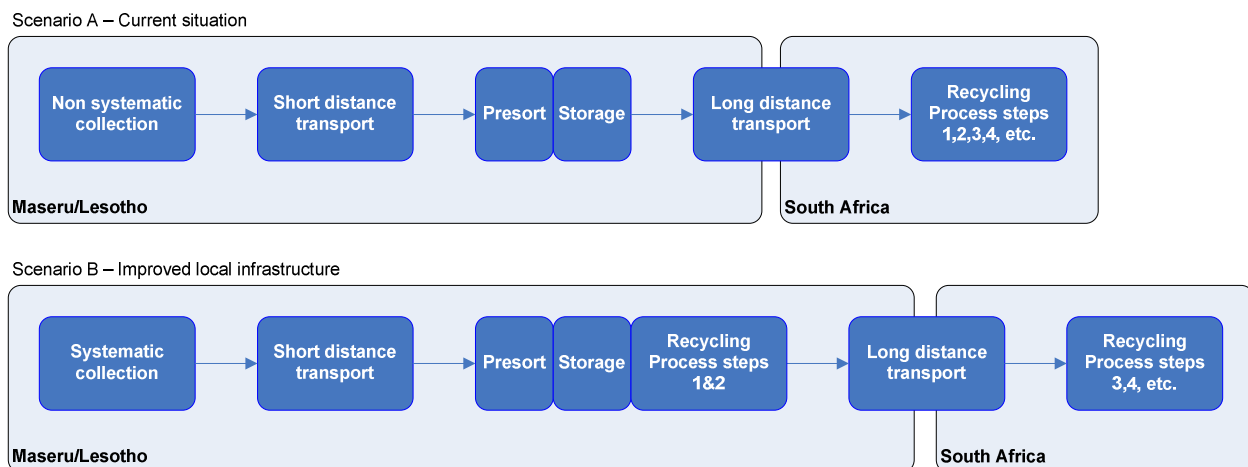 Scenario A – Current situation
Non systematic
collection
Short distance
transport
Presort
Storage
Long distance
transport
Recycling
Process steps
1,2,3,4, etc.
Maseru/Lesotho
South Africa
Scenario B – Improved local infrastructure
Systematic
collection
Short distance
transport
Presort
Storage
Recycling
Process steps
1&2
Long distance
transport
Recycling
Process steps
3,4, etc.
Maseru/Lesotho
South Africa